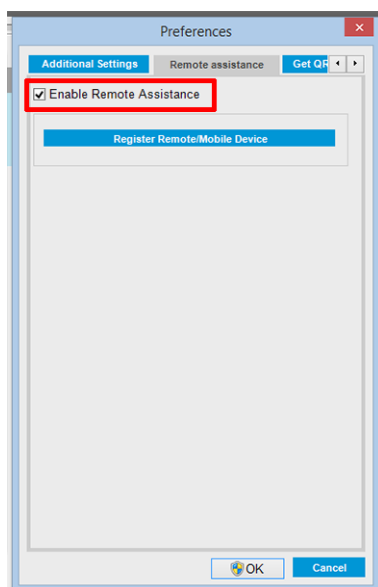 Preferences
Additional Settings Remote assistance Get QR
Enable Remote Assistance
Register Remote/Mobile Device
OK Cancel